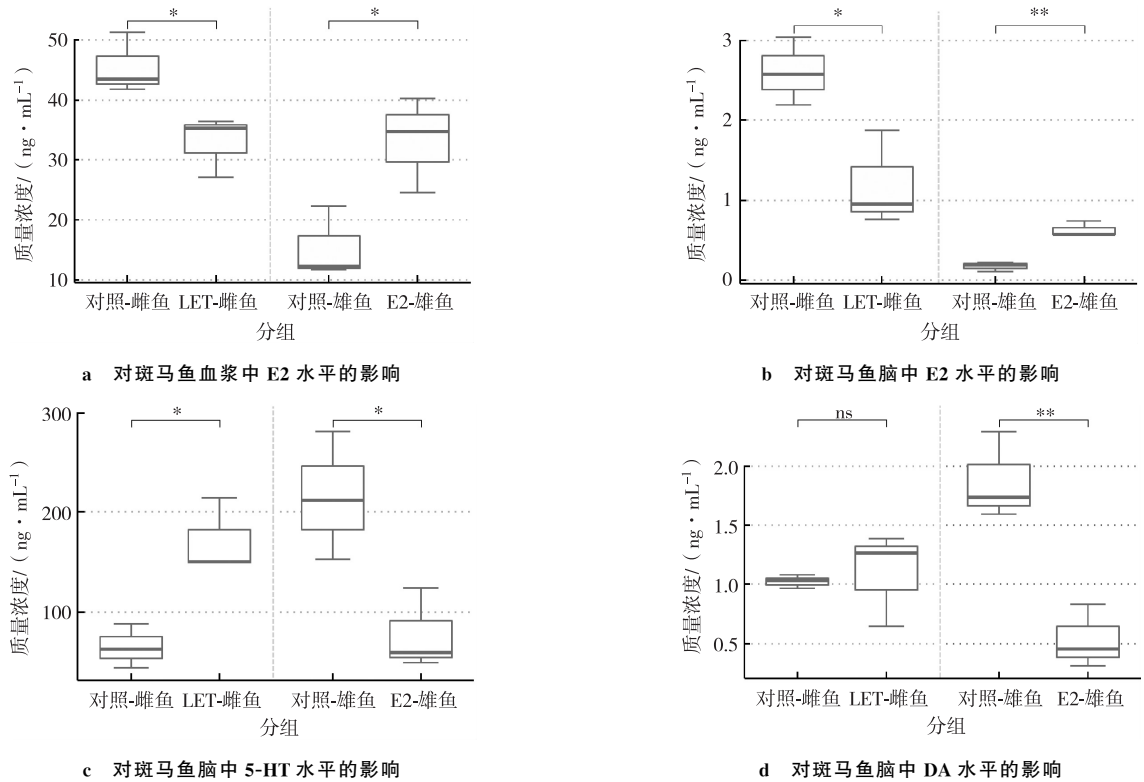 *
*
50
40
30
20
10
质量浓度/（ng・mL⁻¹）
对照-雌鱼 LET-雌鱼 对照-雄鱼 E2-雄鱼
分组
a 对斑马鱼血浆中 E2 水平的影响
*
**
3
2
1
0
质量浓度/（ng・mL⁻¹）
对照-雌鱼 LET-雌鱼 对照-雄鱼 E2-雄鱼
分组
b 对斑马鱼脑中 E2 水平的影响
*
*
300
200
100
质量浓度/（ng・mL⁻¹）
对照-雌鱼 LET-雌鱼 对照-雄鱼 E2-雄鱼
分组
c 对斑马鱼脑中 5-HT 水平的影响
ns
**
2.0
1.5
1.0
0.5
质量浓度/（ng・mL⁻¹）
对照-雌鱼 LET-雌鱼 对照-雄鱼 E2-雄鱼
分组
d 对斑马鱼脑中 DA 水平的影响